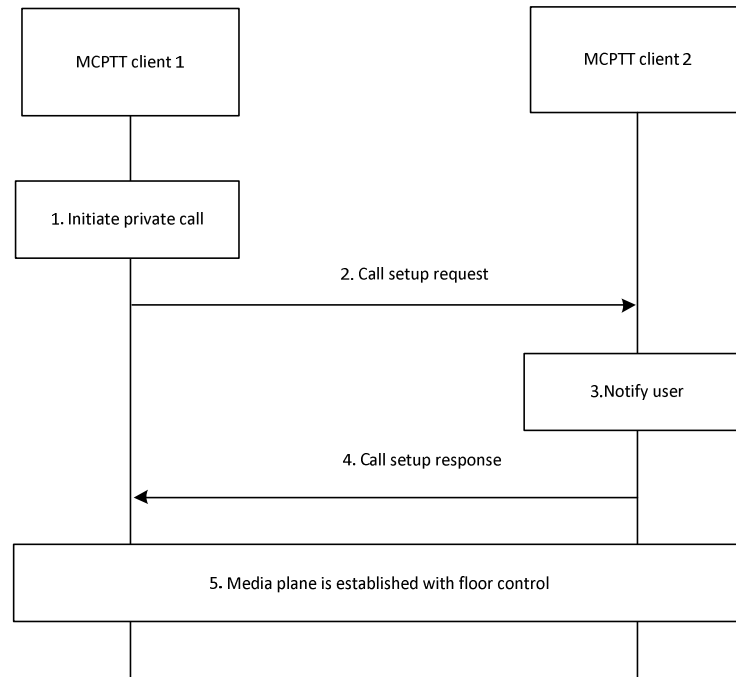 MCPTT client 1
MCPTT client 2
1. Initiate private call
2. Call setup request
3.Notify user
4. Call setup response
5. Media plane is established with floor control